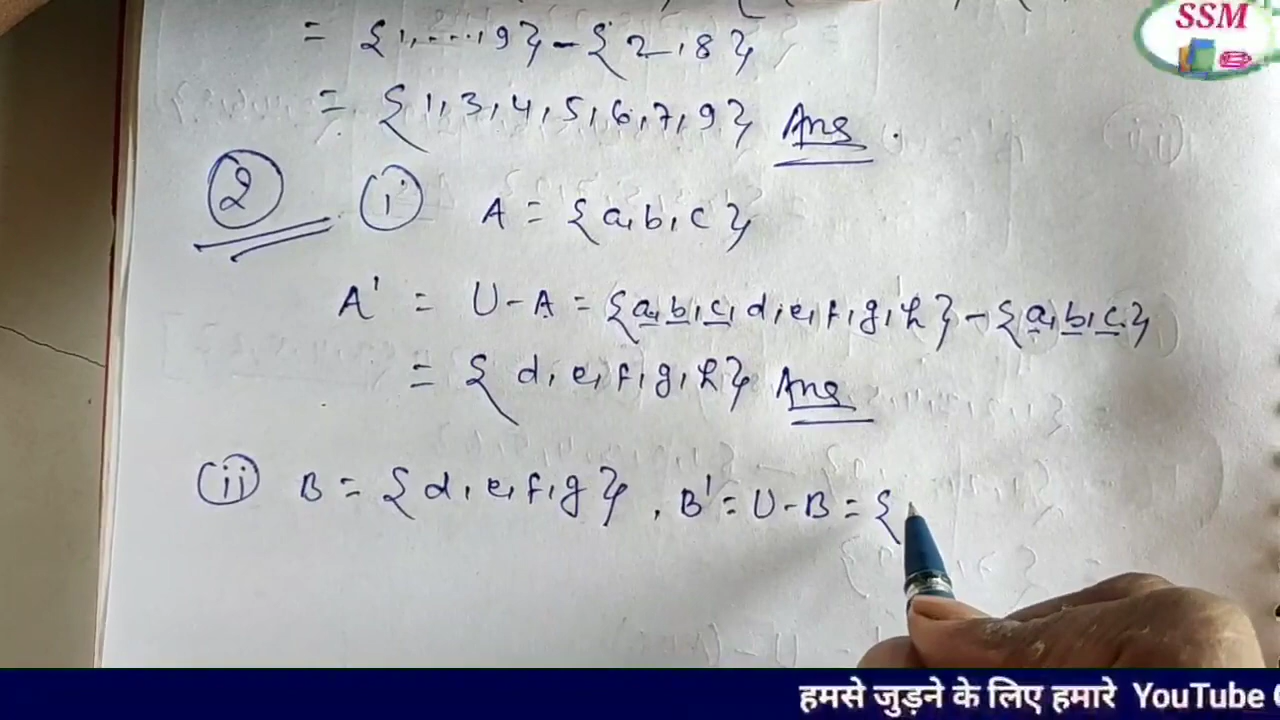 SSM
= {1,...,9} - {2,8}
= {1,3,4,5,6,7,9} Ans.
(2) (i) A = {a,b,c}
A' = U-A = {a,b,c,d,e,f,g,h} - {a,b,c}
= {d,e,f,g,h} Ans
(ii) B = {d,e,f,g}, B' = U-B = {
हमसे जुड़ने के लिए हमारे YouTube